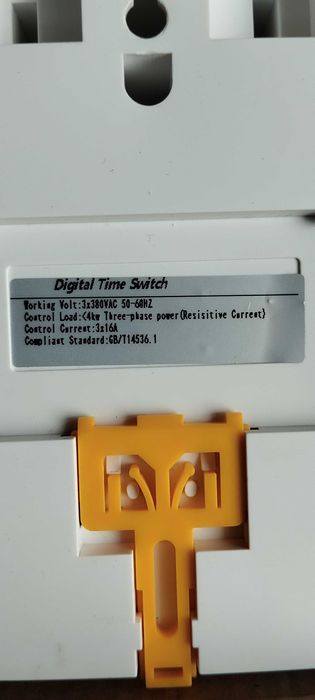 Digital Time Switch
Working Volt:3x380VAC 50-60HZ
Control Load:<4kw Three-phase power(Resisitive Current)
Control Current:3x16A
Compliant Standard:GB/T14536.1